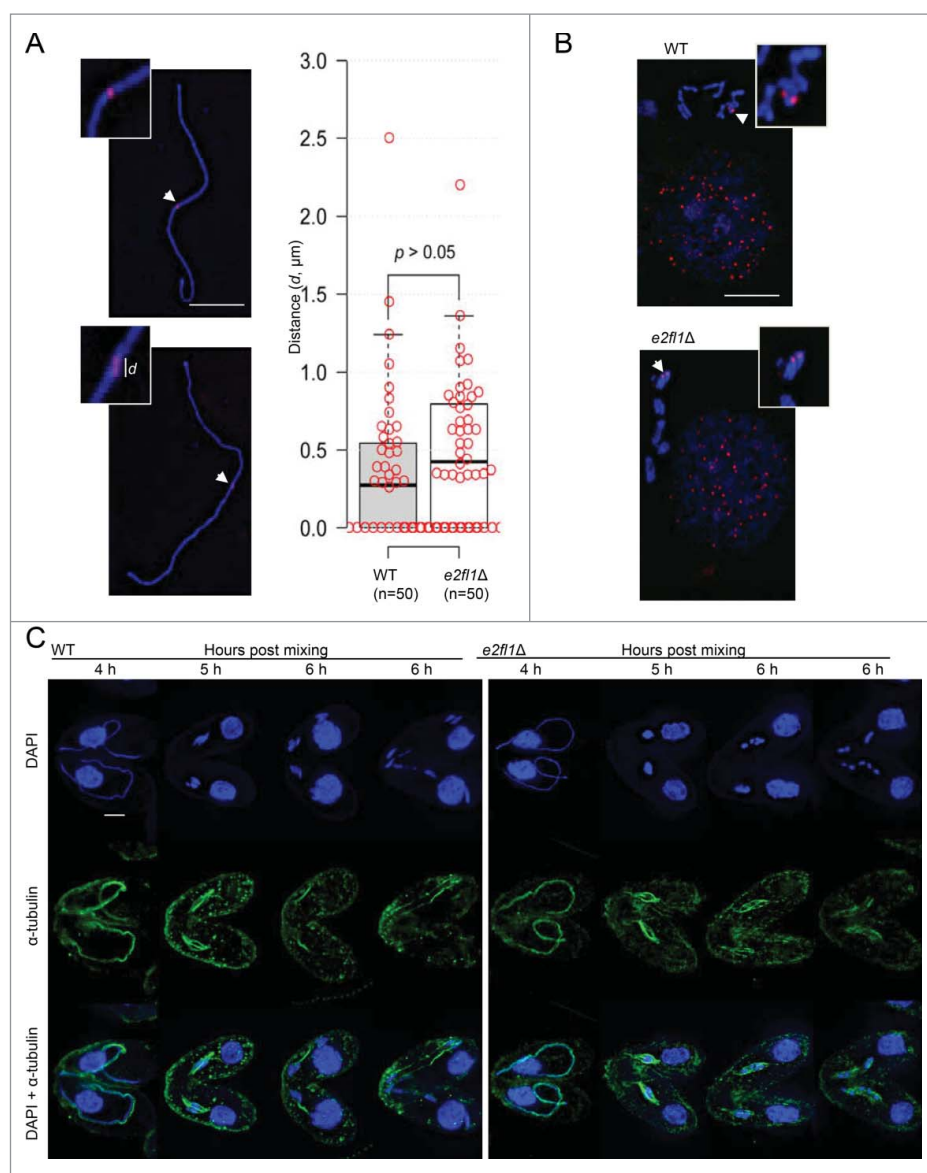 A
B
WT
3.0
2.5
2.0
1.5
1.0
0.5
0.0
Distance (d, μm)
p > 0.05
d
WT
(n=50)
e2fl1Δ
(n=50)
e2fl1Δ
C
WT
Hours post mixing
4 h 5 h 6 h 6 h
e2fl1Δ
Hours post mixing
4 h 5 h 6 h 6 h
DAPI
α-tubulin
DAPI + α-tubulin